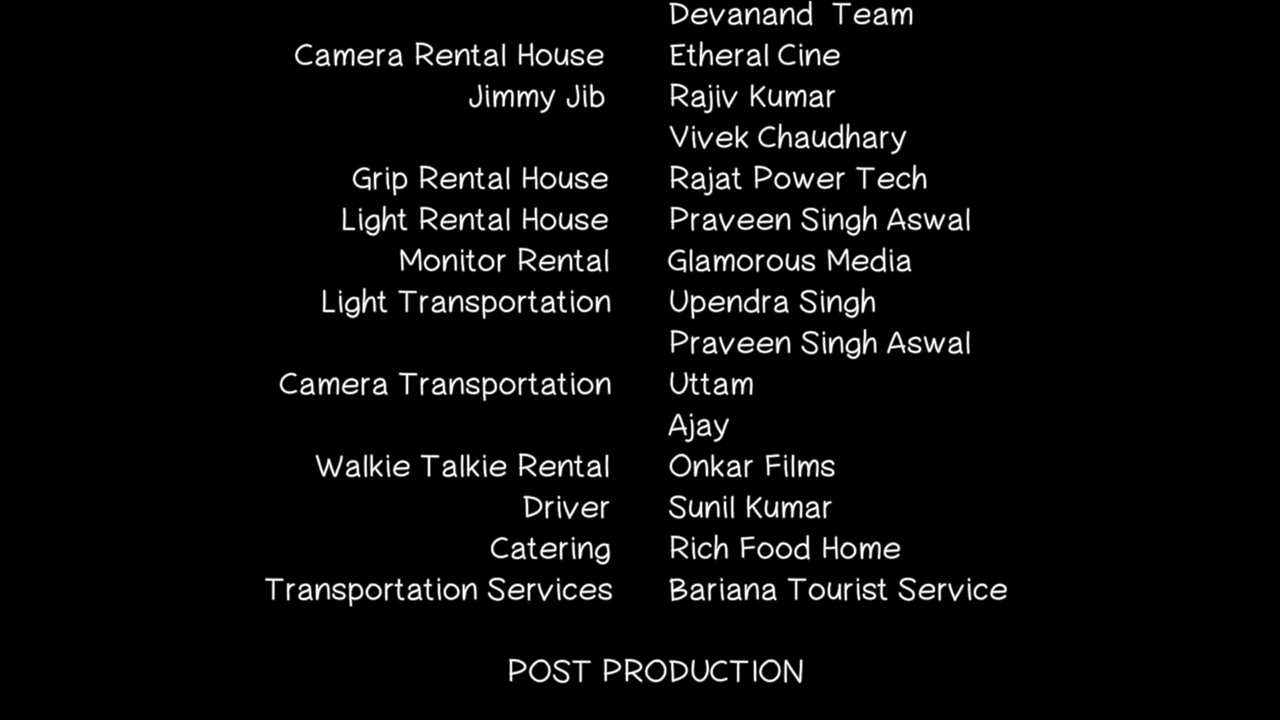 Devanand Team
Camera Rental House Etheral Cine
Jimmy Jib Rajiv Kumar
Vivek Chaudhary
Grip Rental House Rajat Power Tech
Light Rental House Praveen Singh Aswal
Monitor Rental Glamorous Media
Light Transportation Upendra Singh
Praveen Singh Aswal
Camera Transportation Uttam
Ajay
Walkie Talkie Rental Onkar Films
Driver Sunil Kumar
Catering Rich Food Home
Transportation Services Bariana Tourist Service
POST PRODUCTION